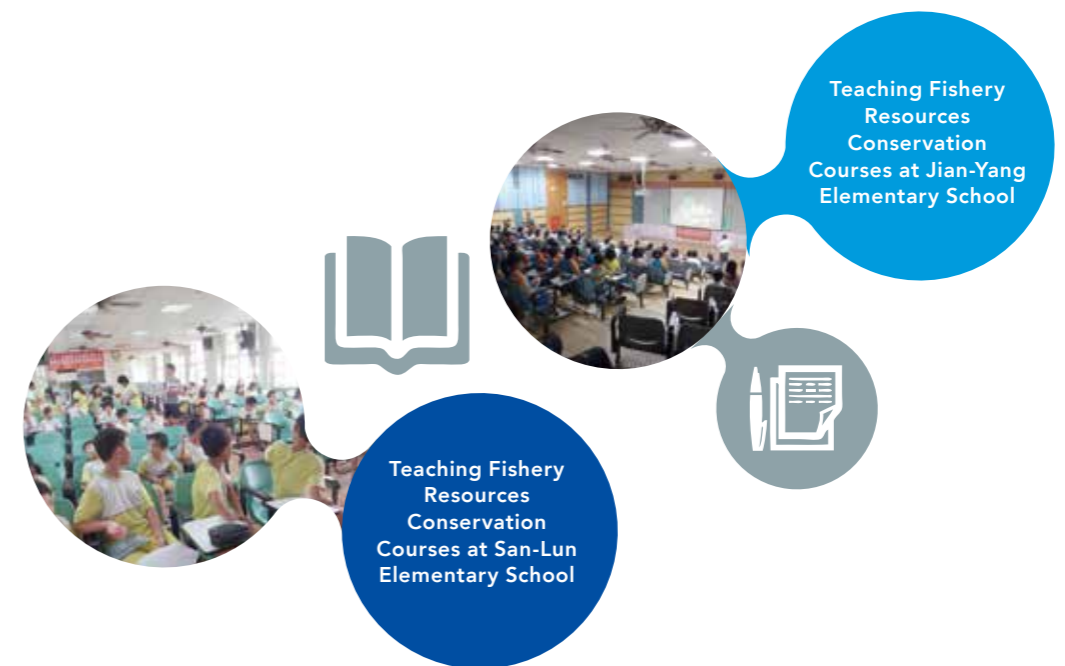 Teaching Fishery
Resources
Conservation
Courses at Jian-Yang
Elementary School
Teaching Fishery
Resources
Conservation
Courses at San-Lun
Elementary School